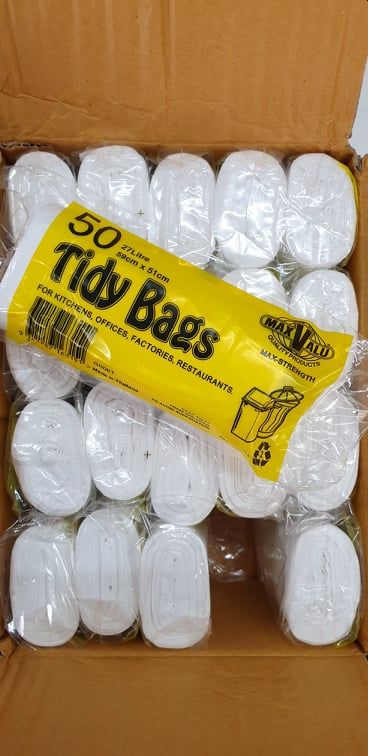 50
27Litre
69cm x 51cm
Tidy Bags
FOR KITCHENS, OFFICES, FACTORIES, RESTAURANTS.
MAX VALU
QUALITY PRODUCTS
MAX-STRENGTH
Made in Thailand